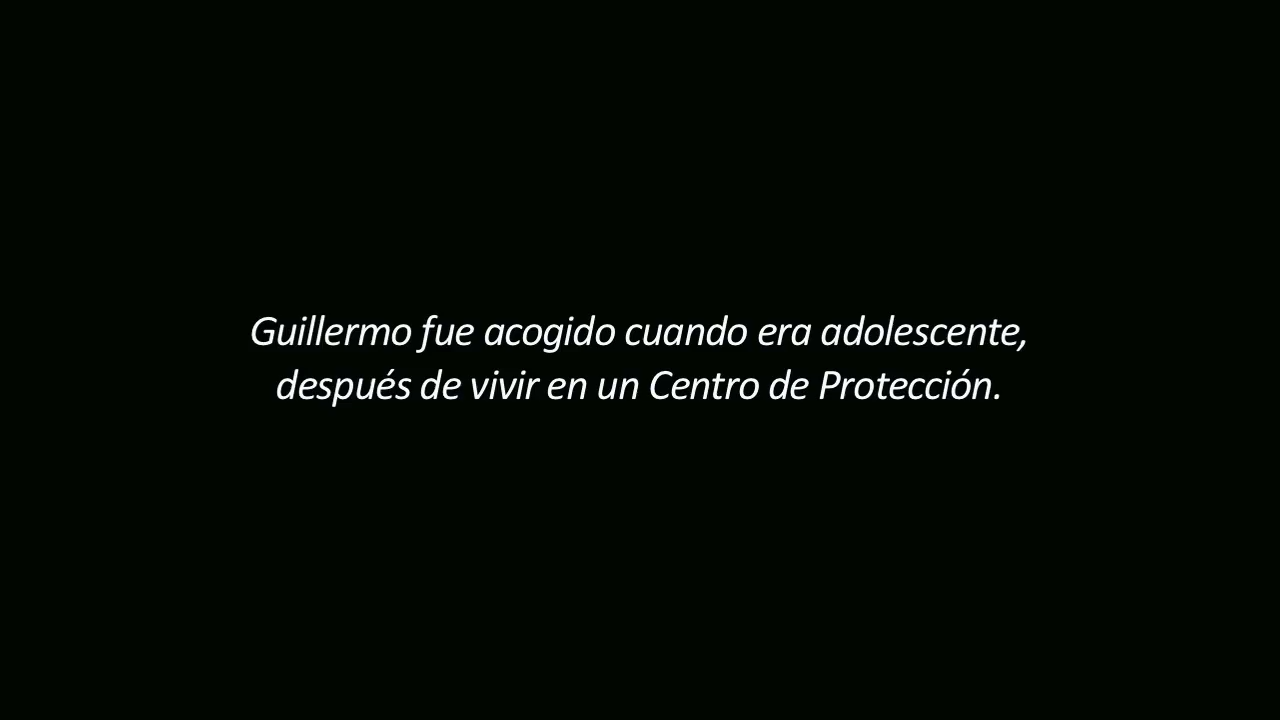 Guillermo fue acogido cuando era adolescente,
después de vivir en un Centro de Protección.